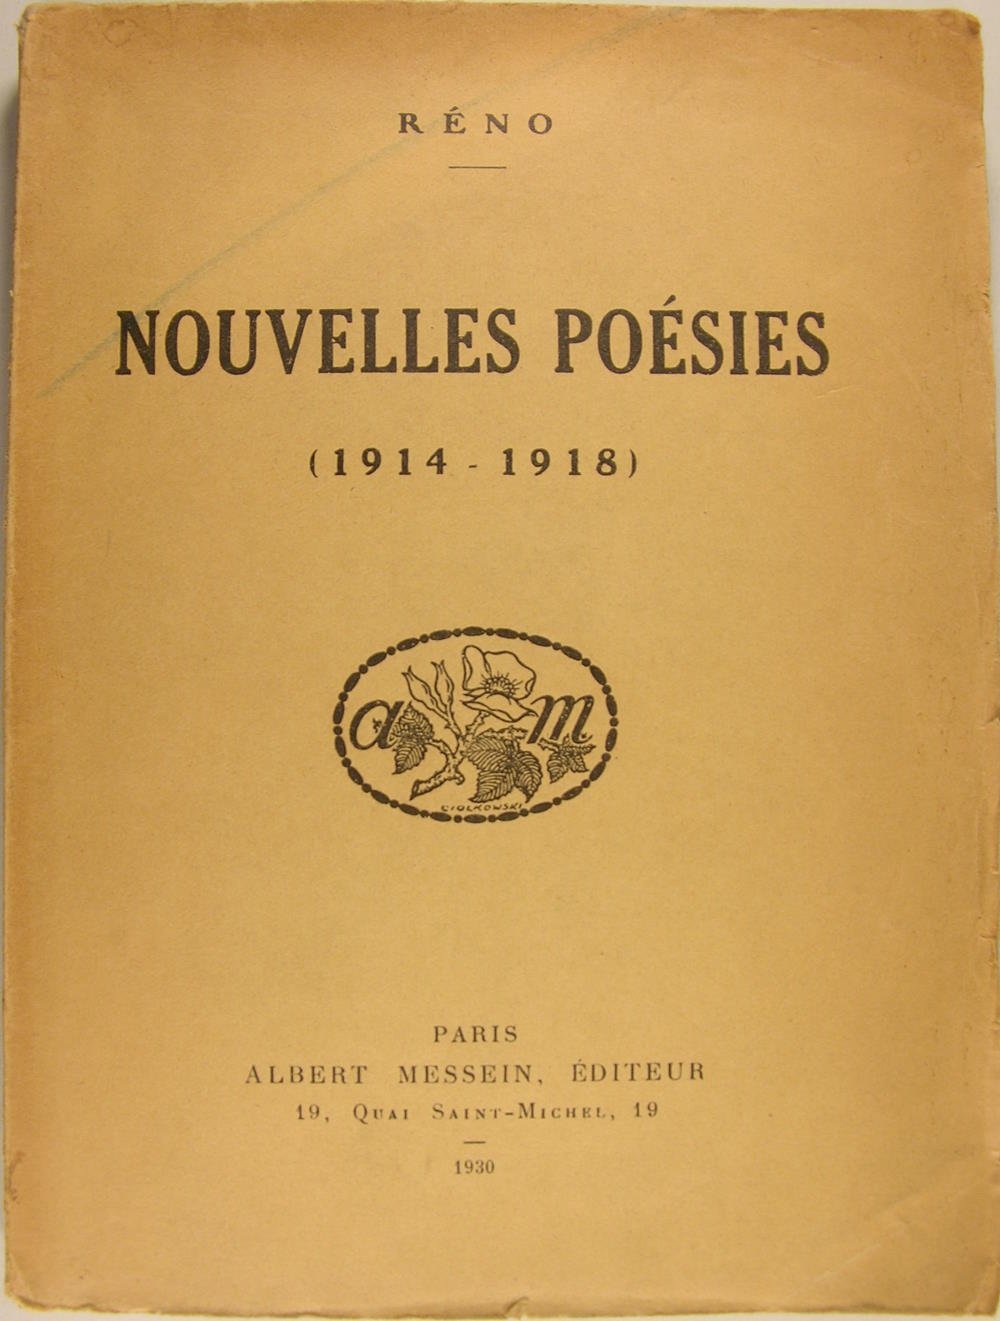 RÉNO
NOUVELLES POÉSIES
(1914 - 1918)
a m
CIOLKOWSKI
PARIS
ALBERT MESSEIN, ÉDITEUR
19, QUAI SAINT-MICHEL, 19
1930